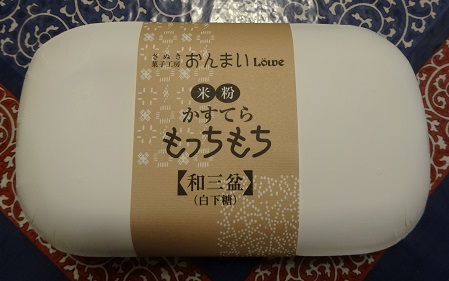 さぬき菓子工房 おんまい Löwe
米粉
かすてら
もっちもち
【和三盆】
(白下糖)